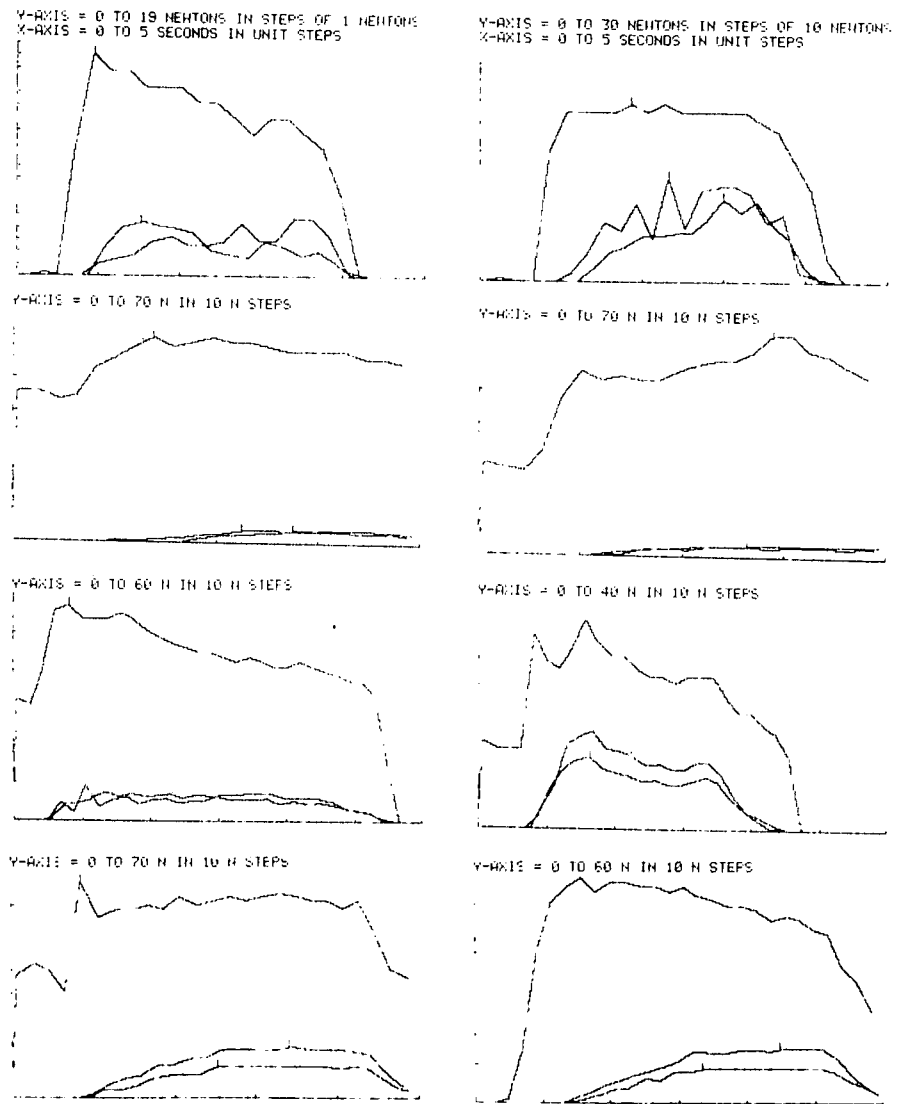 Y-AXIS = 0 TO 19 NEWTONS IN STEPS OF 1 NEWTONS
X-AXIS = 0 TO 5 SECONDS IN UNIT STEPS
Y-AXIS = 0 TO 30 NEWTONS IN STEPS OF 10 NEWTONS
X-AXIS = 0 TO 5 SECONDS IN UNIT STEPS
Y-AXIS = 0 TO 70 N IN 10 N STEPS
Y-AXIS = 0 TO 70 N IN 10 N STEPS
Y-AXIS = 0 TO 60 N IN 10 N STEPS
Y-AXIS = 0 TO 40 N IN 10 N STEPS
Y-AXIS = 0 TO 70 N IN 10 N STEPS
Y-AXIS = 0 TO 60 N IN 10 N STEPS